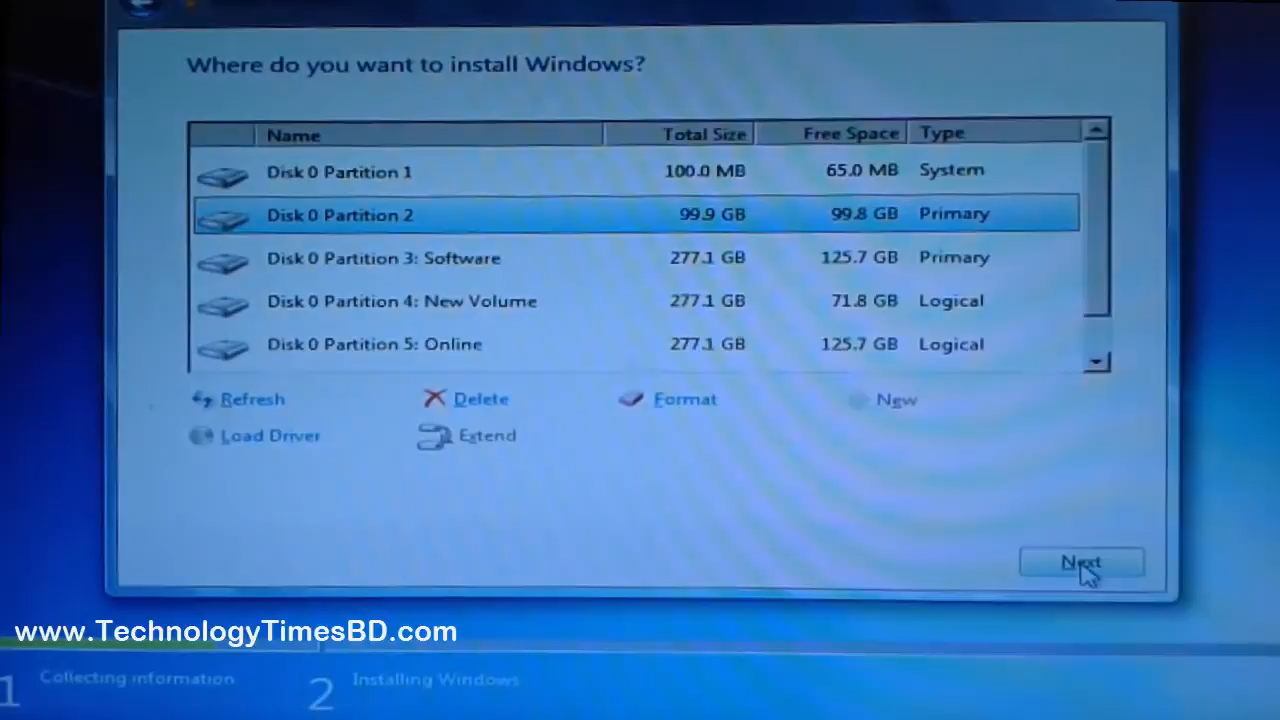 Where do you want to install Windows?
Name Total Size Free Space Type
Disk 0 Partition 1 100.0 MB 65.0 MB System
Disk 0 Partition 2 99.9 GB 99.8 GB Primary
Disk 0 Partition 3: Software 277.1 GB 125.7 GB Primary
Disk 0 Partition 4: New Volume 277.1 GB 71.8 GB Logical
Disk 0 Partition 5: Online 277.1 GB 125.7 GB Logical
Refresh Delete Format New
Load Driver Extend
Next
www.TechnologyTimesBD.com
1 Collecting information 2 Installing Windows